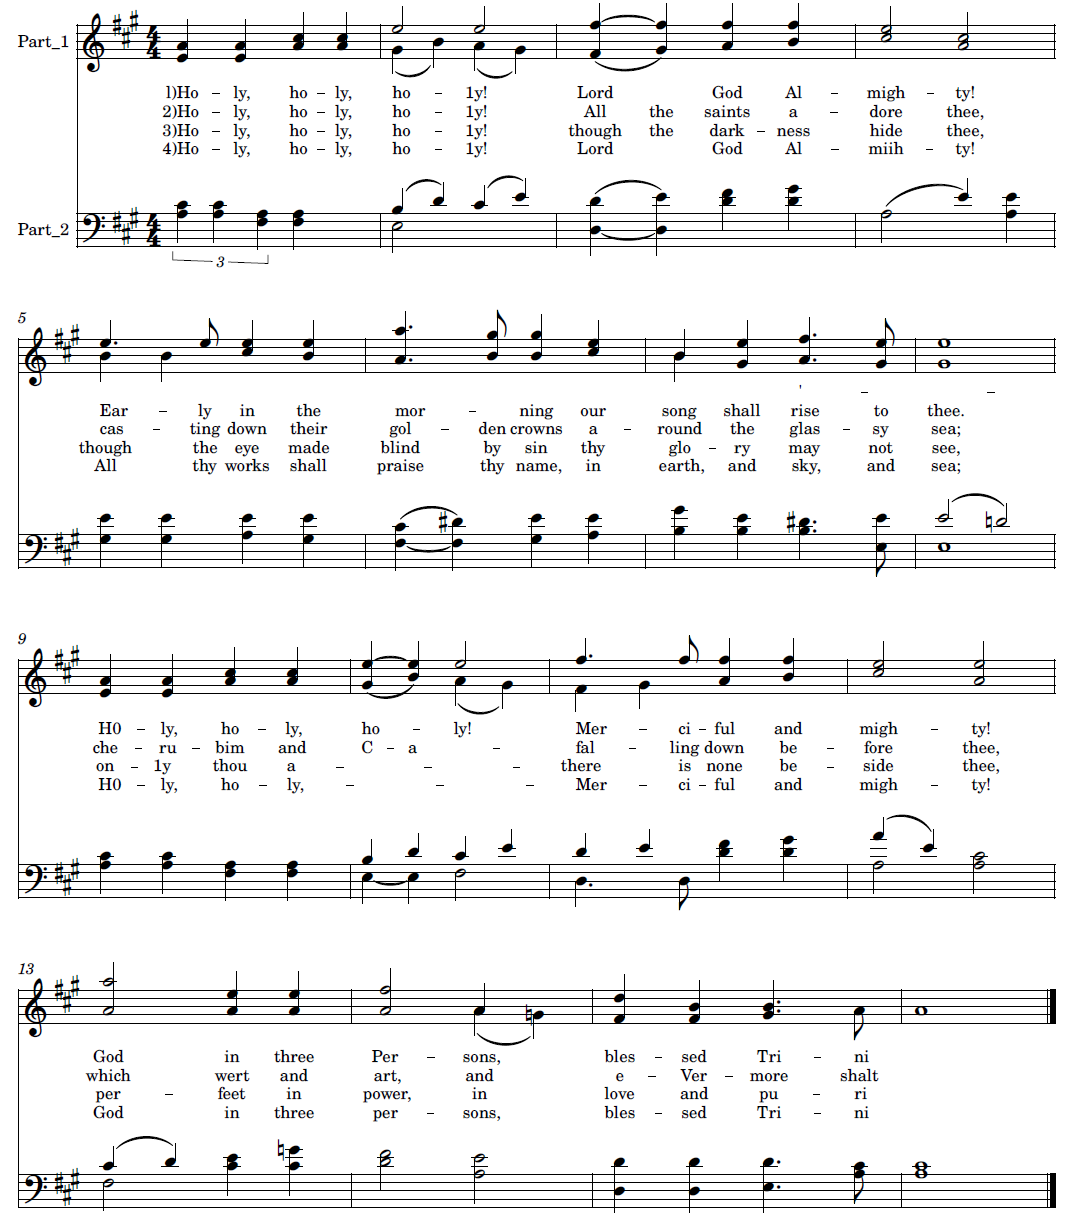 Part_1
l)Ho – ly, ho – ly, ho – 1y! Lord God Al – migh – ty!
2)Ho – ly, ho – ly, ho – 1y! All the saints a – dore thee,
3)Ho – ly, ho – ly, ho – 1y! though the dark – ness hide thee,
4)Ho – ly, ho – ly, ho – 1y! Lord God Al – miih – ty!
Part_2
3
5
' – –
Ear – ly in the mor – ning our song shall rise to thee.
cas – ting down their gol – den crowns a – round the glas – sy sea;
though the eye made blind by sin thy glo – ry may not see,
All thy works shall praise thy name, in earth, and sky, and sea;
9
H0 – ly, ho – ly, ho – ly! Mer – ci – ful and migh – ty!
che – ru – bim and C – a – fal – ling down be – fore thee,
on – 1y thou a – – – there is none be – side thee,
H0 – ly, ho – ly, – – – Mer – ci – ful and migh – ty!
13
God in three Per – sons, bles – sed Tri – ni
which wert and art, and e – Ver – more shalt
per – feet in power, in love and pu – ri
God in three per – sons, bles – sed Tri – ni